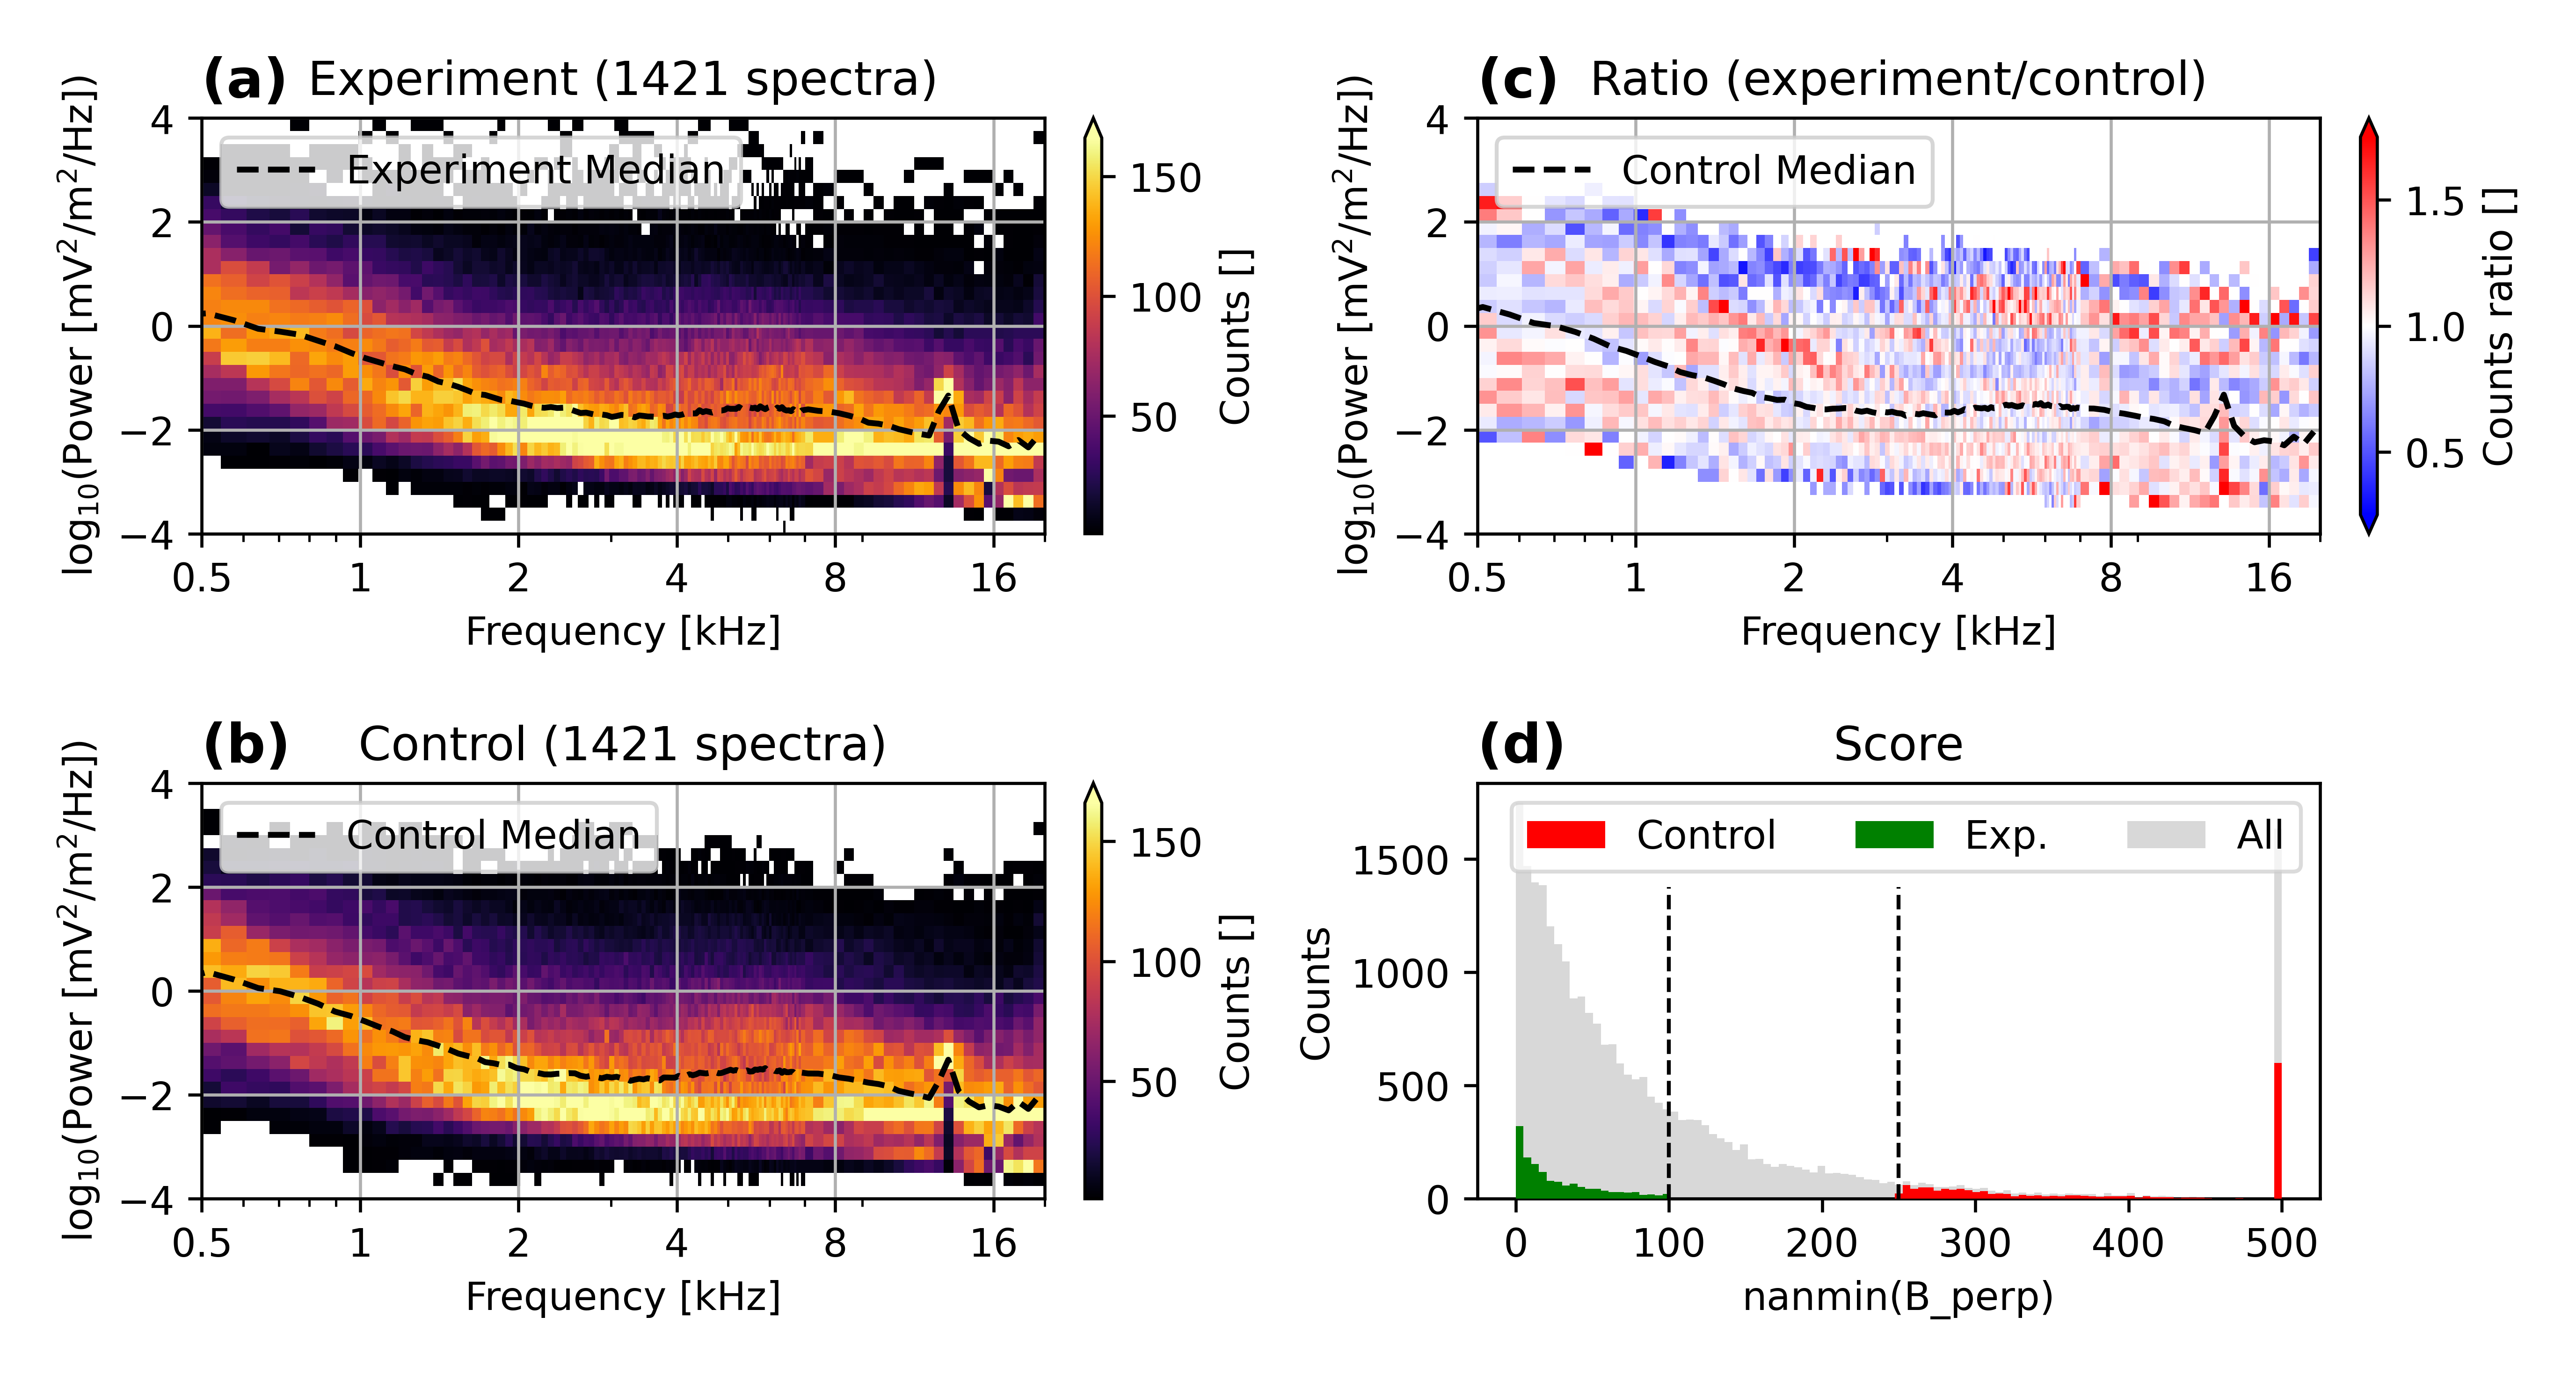 (a) Experiment (1421 spectra)
log₁₀(Power [mV²/m²/Hz])
4
2
0
−2
−4
Experiment Median
0.5 1 2 4 8 16
Frequency [kHz]
150
100
50
Counts []
(c) Ratio (experiment/control)
log₁₀(Power [mV²/m²/Hz])
4
2
0
−2
−4
Control Median
0.5 1 2 4 8 16
Frequency [kHz]
1.5
1.0
0.5
Counts ratio []
(b) Control (1421 spectra)
log₁₀(Power [mV²/m²/Hz])
4
2
0
−2
−4
Control Median
0.5 1 2 4 8 16
Frequency [kHz]
150
100
50
Counts []
(d) Score
Counts
1500
1000
500
0
Control Exp. All
0 100 200 300 400 500
nanmin(B_perp)